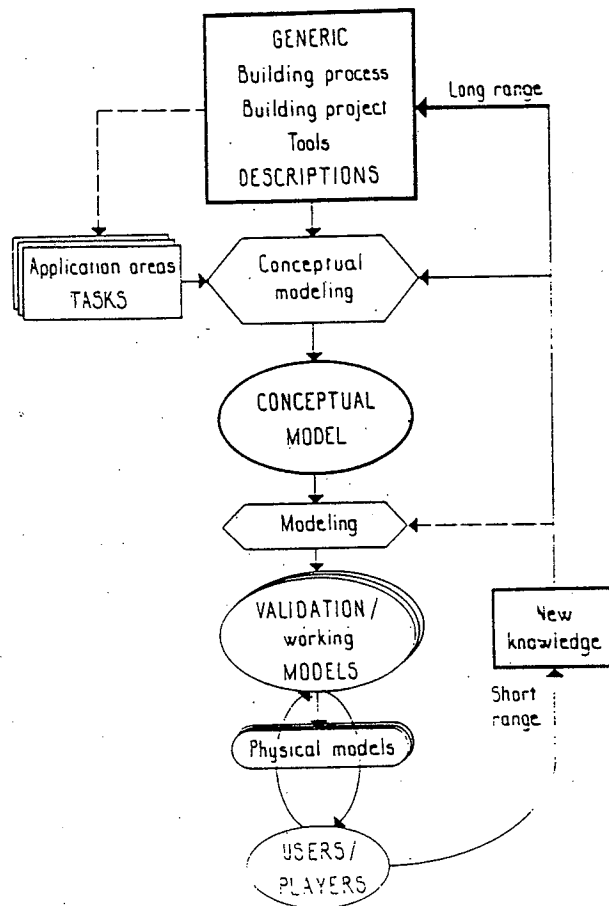 GENERIC
Building process
Building project
Tools
DESCRIPTIONS
Long range
Application areas
TASKS
Conceptual
modeling
CONCEPTUAL
MODEL
Modeling
VALIDATION/
working
MODELS
New
knowledge
Short
range
Physical models
USERS/
PLAYERS